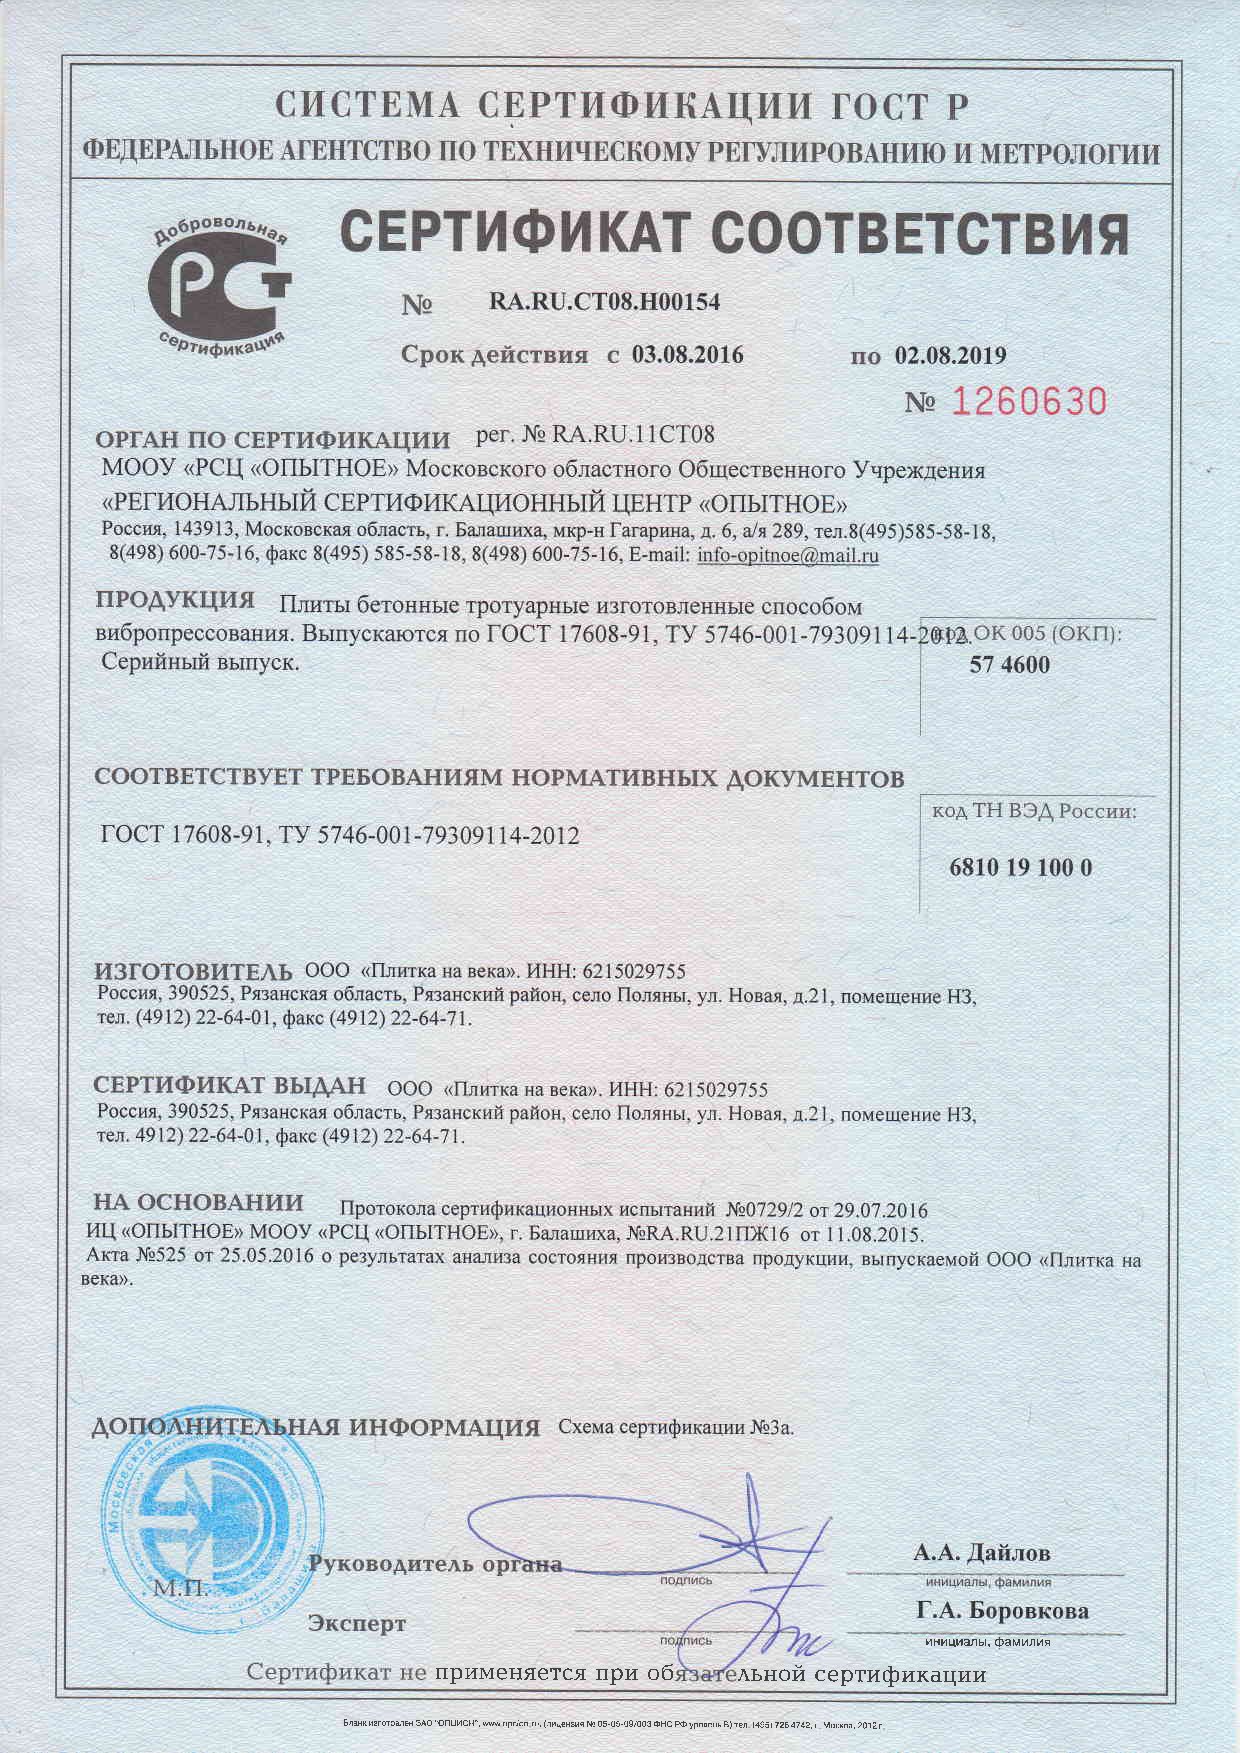 СИСТЕМА СЕРТИФИКАЦИИ ГОСТ Р
ФЕДЕРАЛЬНОЕ АГЕНТСТВО ПО ТЕХНИЧЕСКОМУ РЕГУЛИРОВАНИЮ И МЕТРОЛОГИИ
Добровольная
РСТ
сертификация
СЕРТИФИКАТ СООТВЕТСТВИЯ
№ RA.RU.СТ08.Н00154
Срок действия с 03.08.2016 по 02.08.2019
№ 1260630
ОРГАН ПО СЕРТИФИКАЦИИ рег. № RA.RU.11СТ08
МООУ «РСЦ «ОПЫТНОЕ» Московского областного Общественного Учреждения
«РЕГИОНАЛЬНЫЙ СЕРТИФИКАЦИОННЫЙ ЦЕНТР «ОПЫТНОЕ»
Россия, 143913, Московская область, г. Балашиха, мкр-н Гагарина, д. 6, а/я 289, тел.8(495)585-58-18,
8(498) 600-75-16, факс 8(495) 585-58-18, 8(498) 600-75-16, E-mail: info-opitnoe@mail.ru
ПРОДУКЦИЯ Плиты бетонные тротуарные изготовленные способом
вибропрессования. Выпускаются по ГОСТ 17608-91, ТУ 5746-001-79309114-2012.
Серийный выпуск.
код ОК 005 (ОКП):
57 4600
СООТВЕТСТВУЕТ ТРЕБОВАНИЯМ НОРМАТИВНЫХ ДОКУМЕНТОВ
ГОСТ 17608-91, ТУ 5746-001-79309114-2012
код ТН ВЭД России:
6810 19 100 0
ИЗГОТОВИТЕЛЬ ООО «Плитка на века». ИНН: 6215029755
Россия, 390525, Рязанская область, Рязанский район, село Поляны, ул. Новая, д.21, помещение Н3,
тел. (4912) 22-64-01, факс (4912) 22-64-71.
СЕРТИФИКАТ ВЫДАН ООО «Плитка на века». ИНН: 6215029755
Россия, 390525, Рязанская область, Рязанский район, село Поляны, ул. Новая, д.21, помещение Н3,
тел. 4912) 22-64-01, факс (4912) 22-64-71.
НА ОСНОВАНИИ Протокола сертификационных испытаний №0729/2 от 29.07.2016
ИЦ «ОПЫТНОЕ» МООУ «РСЦ «ОПЫТНОЕ», г. Балашиха, №RA.RU.21ПЖ16 от 11.08.2015.
Акта №525 от 25.05.2016 о результатах анализа состояния производства продукции, выпускаемой ООО «Плитка на
века».
ДОПОЛНИТЕЛЬНАЯ ИНФОРМАЦИЯ Схема сертификации №3а.
М.П.
Руководитель органа
подпись
А.А. Дайлов
инициалы, фамилия
Эксперт
подпись
Г.А. Боровкова
инициалы, фамилия
Сертификат не применяется при обязательной сертификации
Бланк изготовлен ЗАО "ОПЦИОН", (лицензия № 05-05-09/003 ФНС РФ уровень В) Москва, 2012 г.